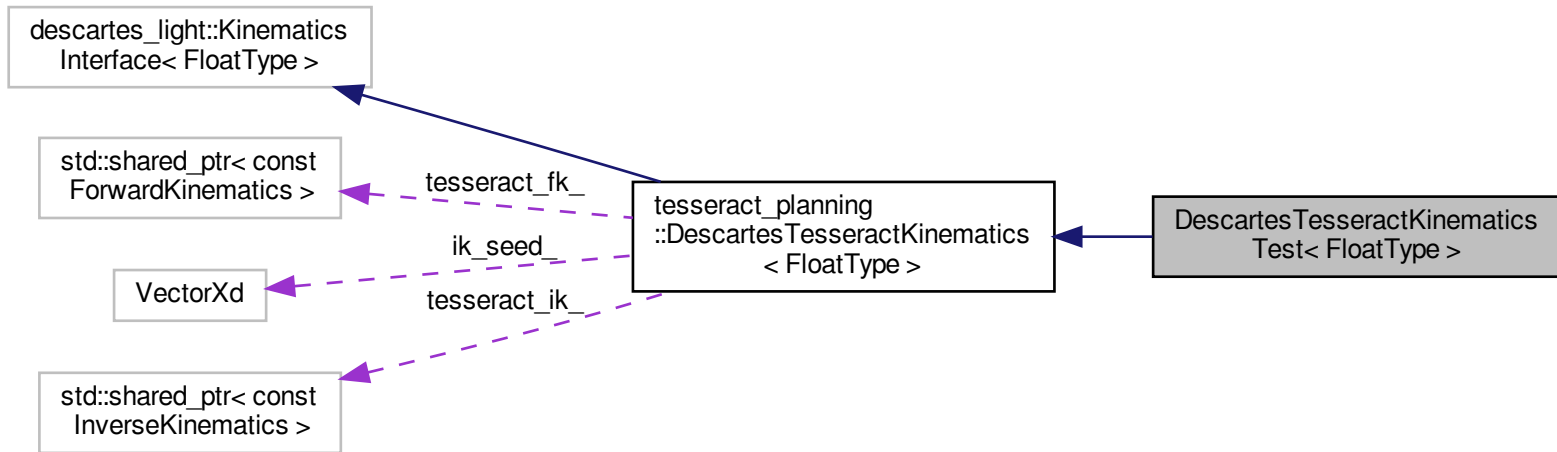 descartes_light::Kinematics
Interface< FloatType >
std::shared_ptr< const
ForwardKinematics >
tesseract_fk_
ik_seed_
VectorXd
tesseract_ik_
std::shared_ptr< const
InverseKinematics >
tesseract_planning
::DescartesTesseractKinematics
< FloatType >
DescartesTesseractKinematics
Test< FloatType >